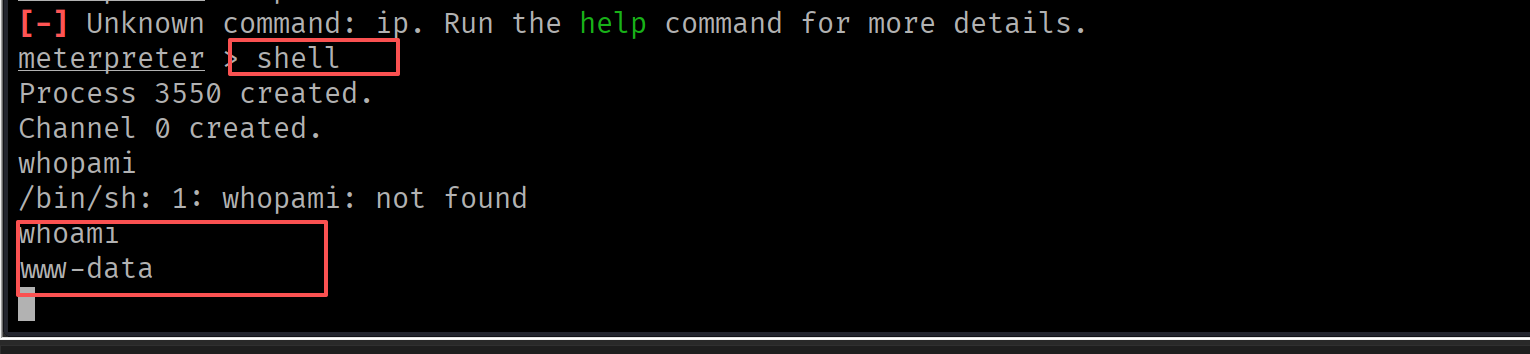 [-] Unknown command: ip. Run the help command for more details.
meterpreter > shell
Process 3550 created.
Channel 0 created.
whopami
/bin/sh: 1: whopami: not found
whoami
www-data